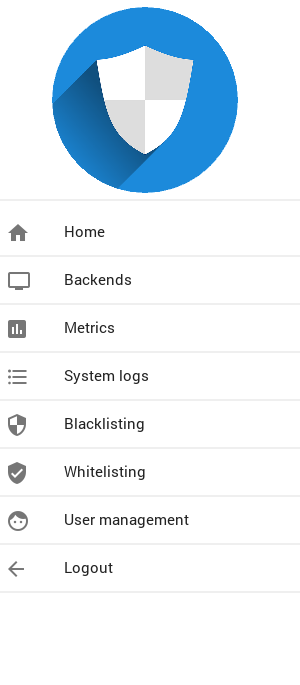 Home
Backends
Metrics
System logs
Blacklisting
Whitelisting
User management
Logout